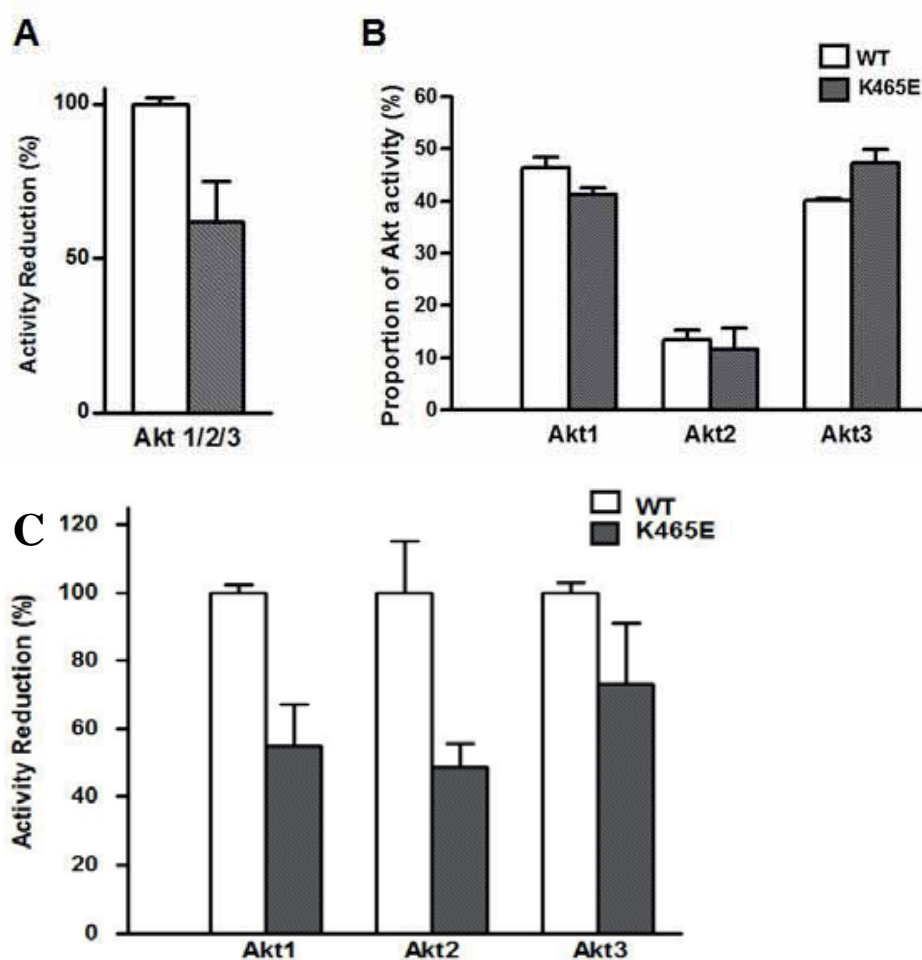 A
Activity Reduction (%)
100
50
0
Akt 1/2/3
B
WT
K465E
Proportion of Akt activity (%)
60
50
40
30
20
10
0
Akt1 Akt2 Akt3
C
WT
K465E
Activity Reduction (%)
120
100
80
60
40
20
0
Akt1 Akt2 Akt3